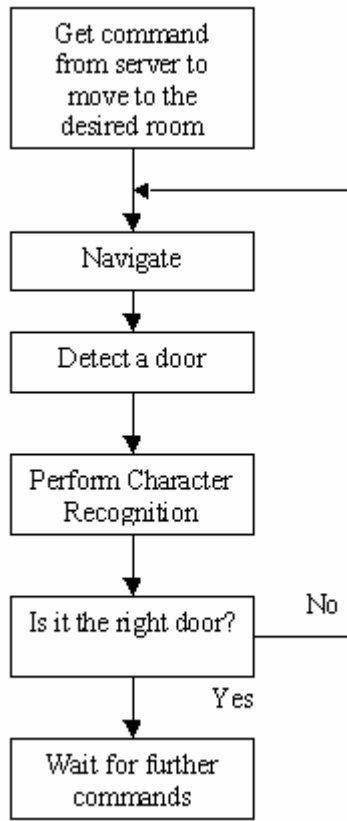 Get command
from server to
move to the
desired room
Navigate
Detect a door
Perform Character
Recognition
Is it the right door?
No
Yes
Wait for further
commands